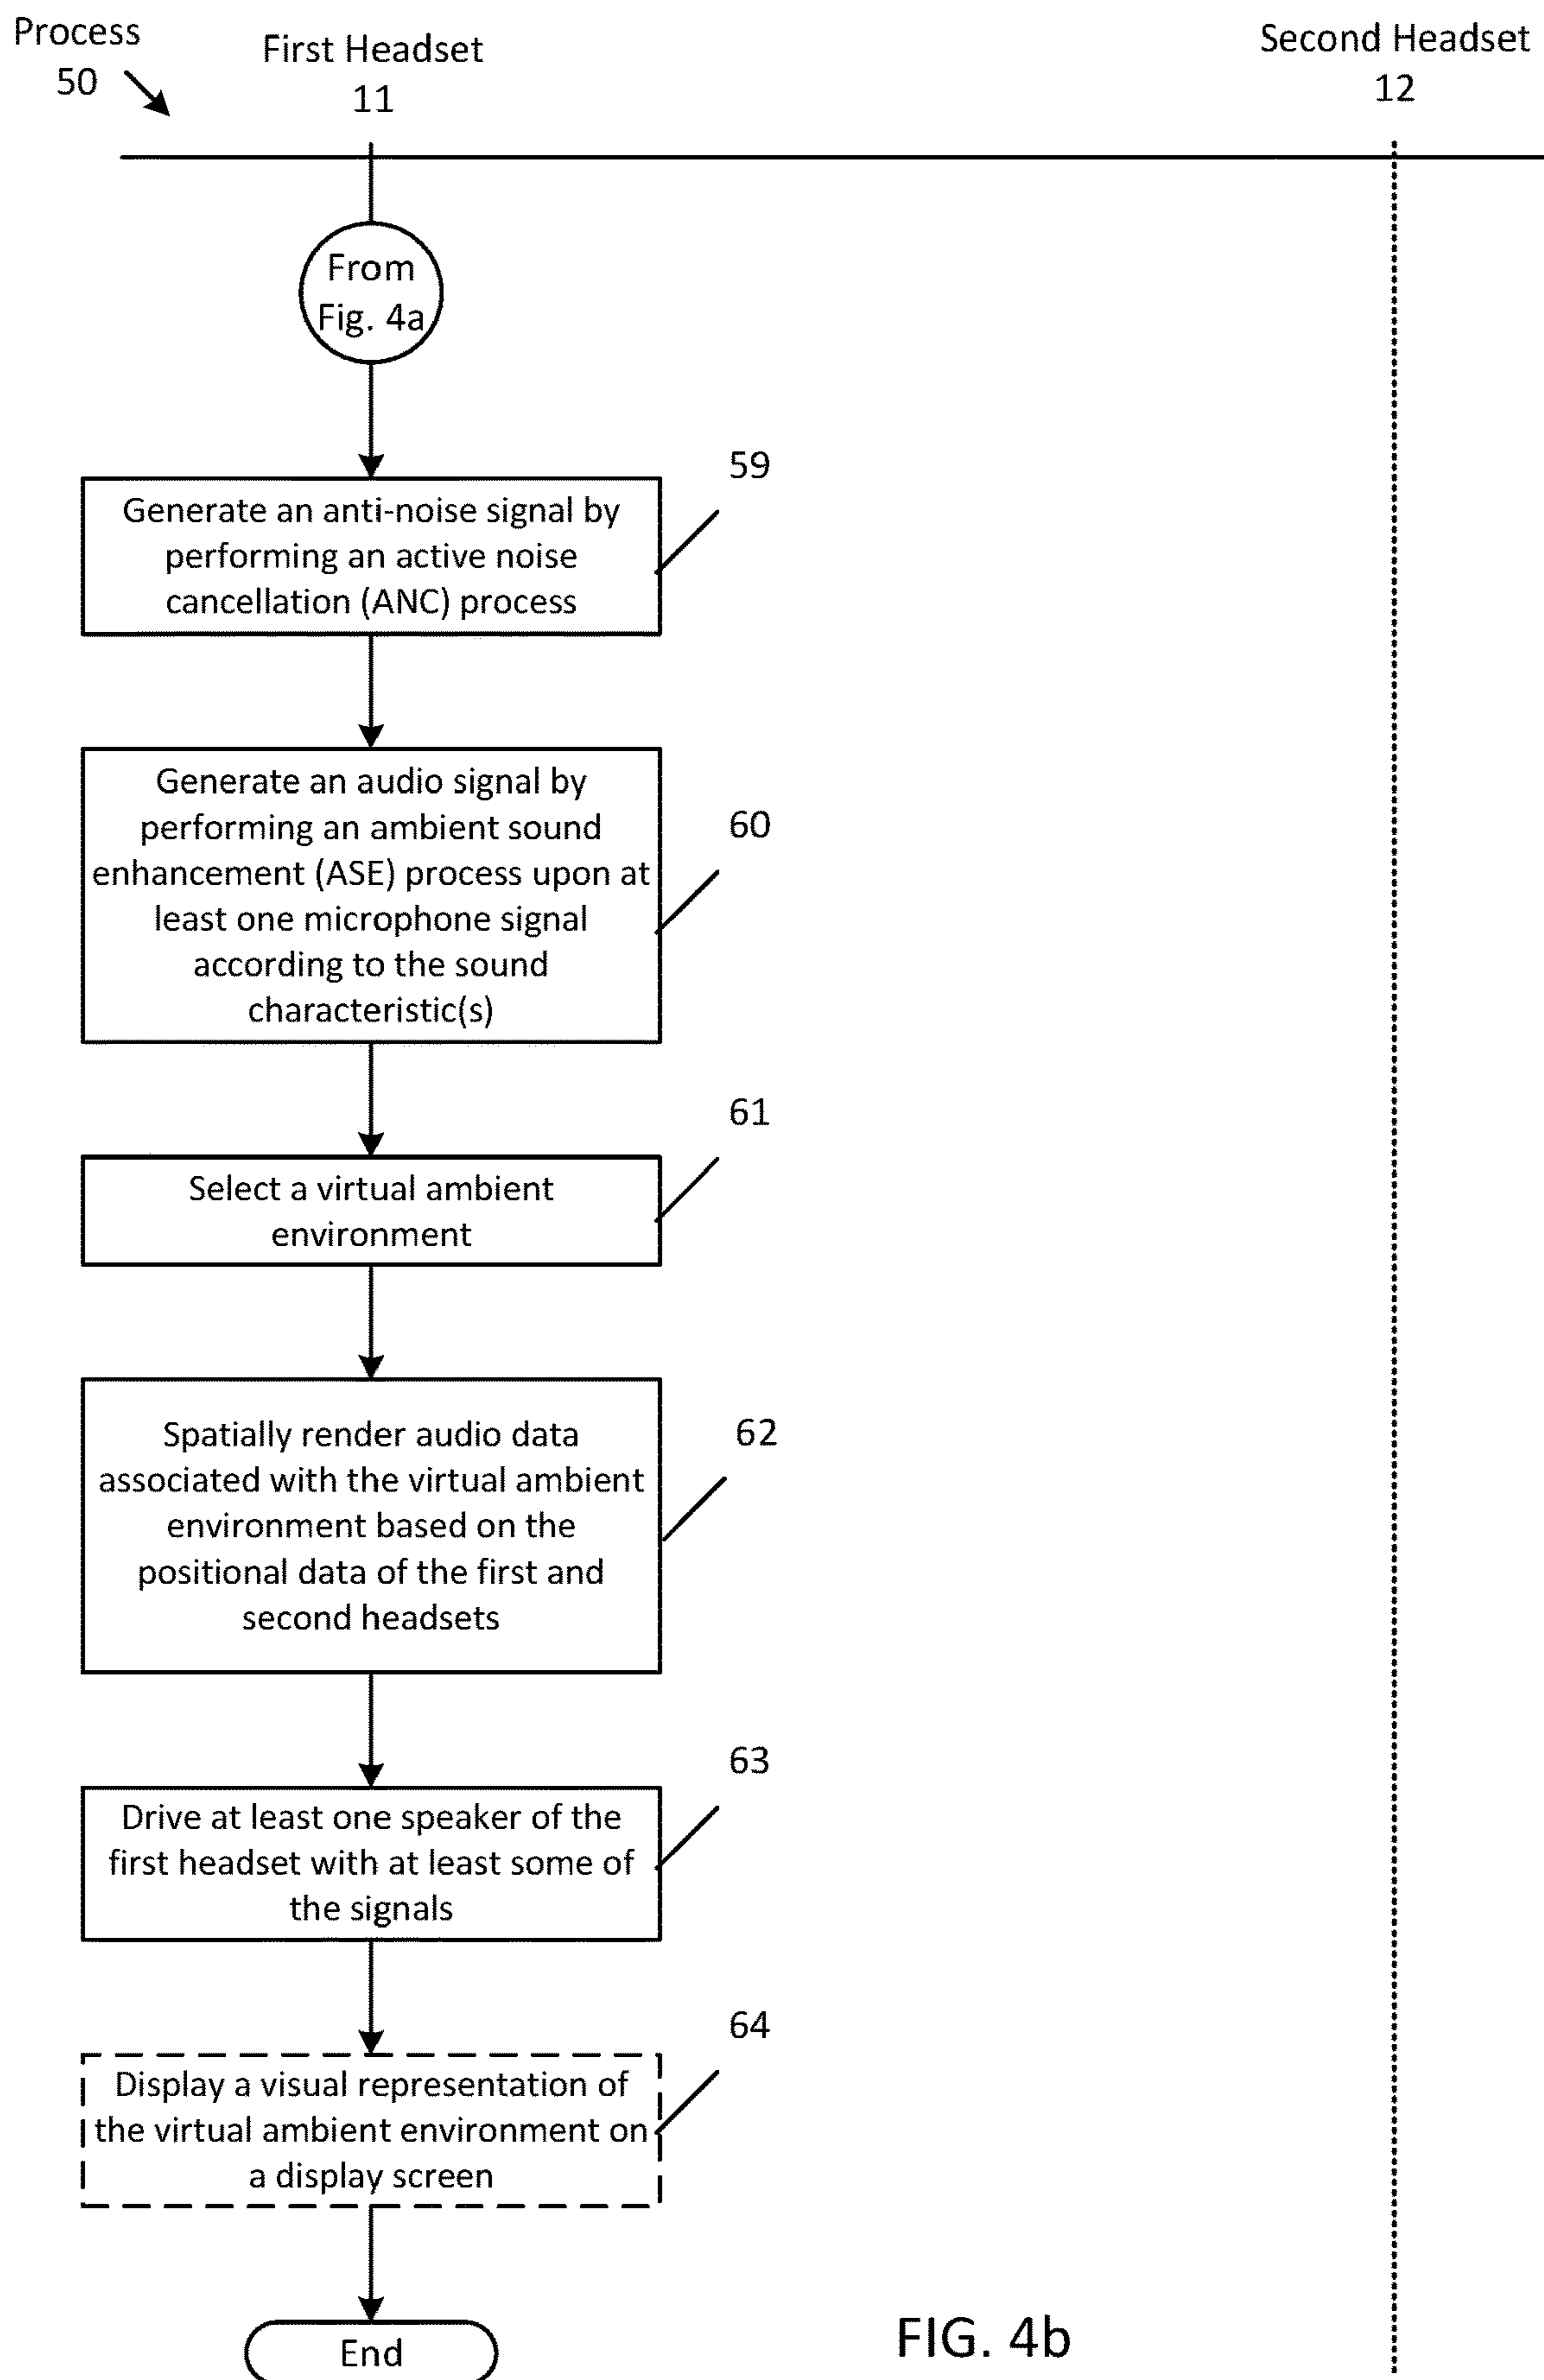 Process
50
First Headset
11
Second Headset
12
From
Fig. 4a
59
Generate an anti-noise signal by
performing an active noise
cancellation (ANC) process
60
Generate an audio signal by
performing an ambient sound
enhancement (ASE) process upon at
least one microphone signal
according to the sound
characteristic(s)
61
Select a virtual ambient
environment
62
Spatially render audio data
associated with the virtual ambient
environment based on the
positional data of the first and
second headsets
63
Drive at least one speaker of the
first headset with at least some of
the signals
64
Display a visual representation of
the virtual ambient environment on
a display screen
End
FIG. 4b